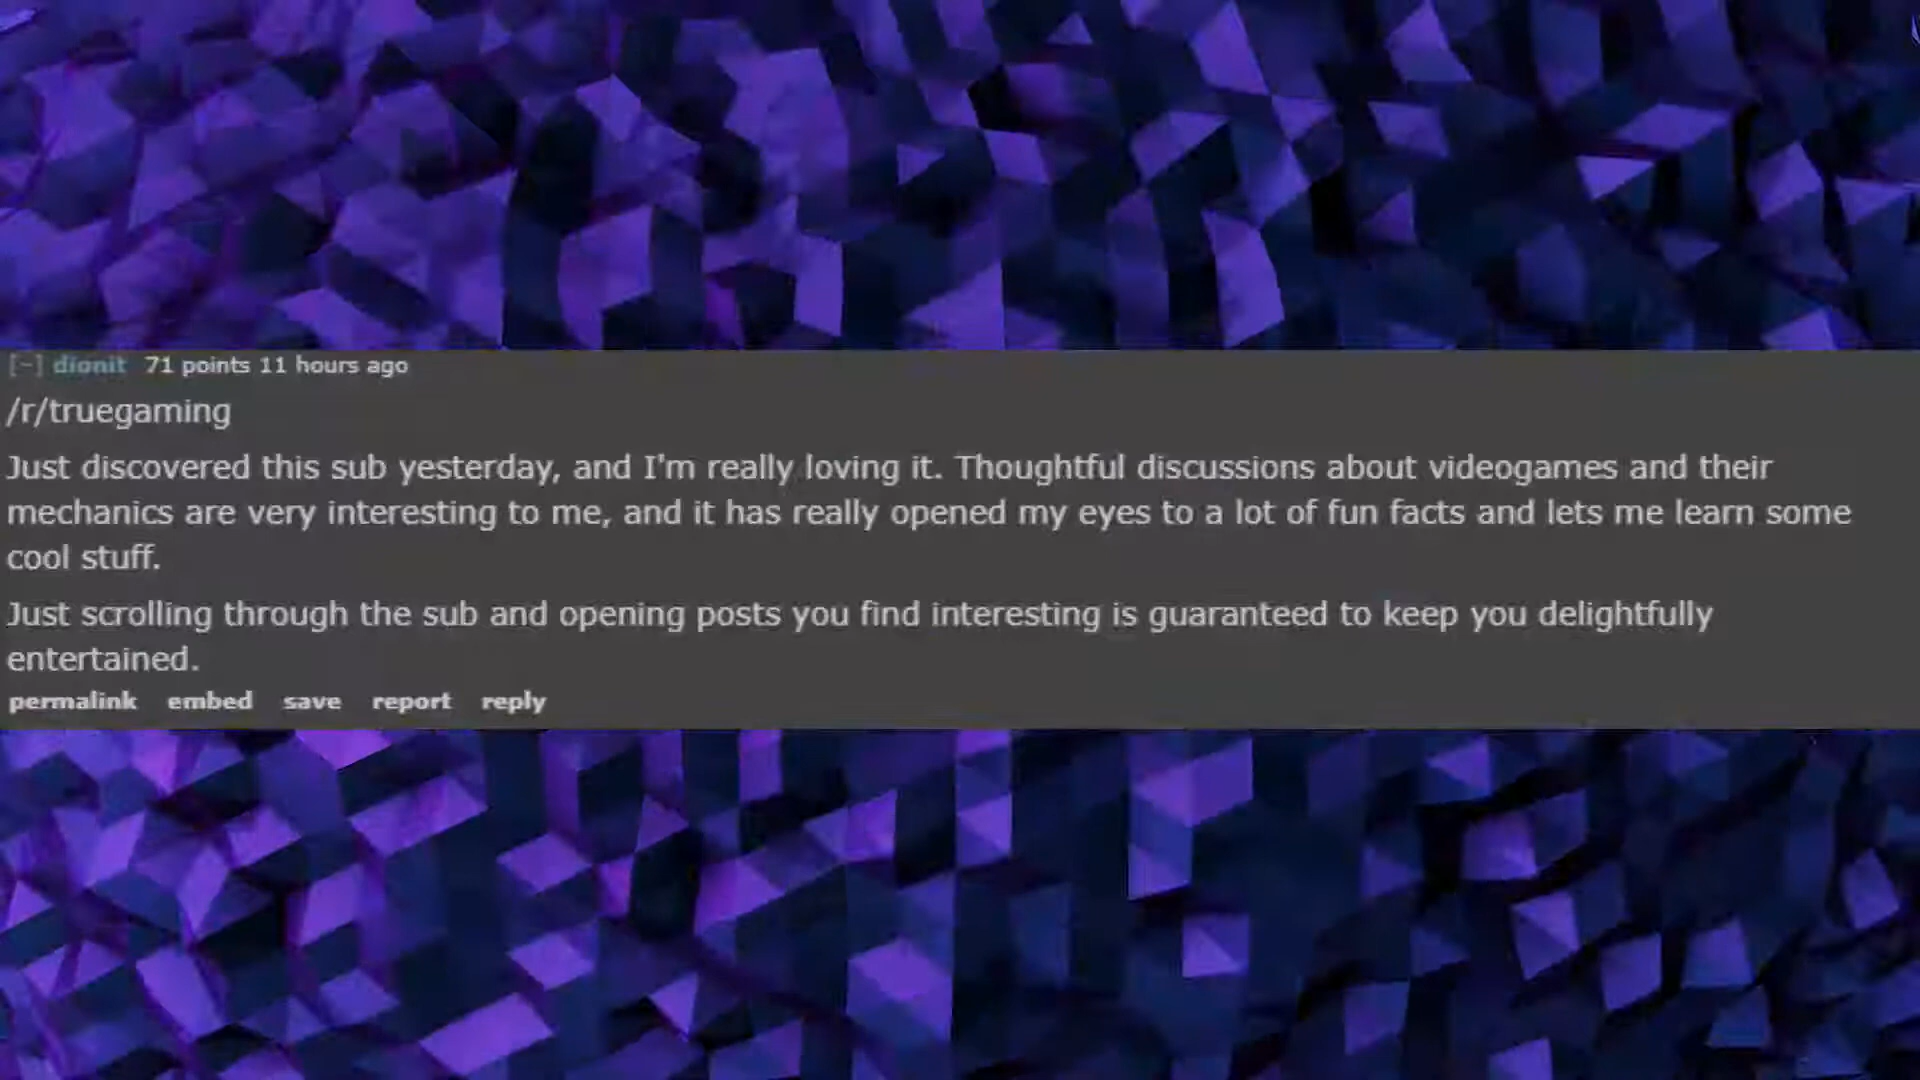 [-] dionit 71 points 11 hours ago
/r/truegaming
Just discovered this sub yesterday, and I'm really loving it. Thoughtful discussions about videogames and their
mechanics are very interesting to me, and it has really opened my eyes to a lot of fun facts and lets me learn some
cool stuff.
Just scrolling through the sub and opening posts you find interesting is guaranteed to keep you delightfully
entertained.
permalink embed save report reply